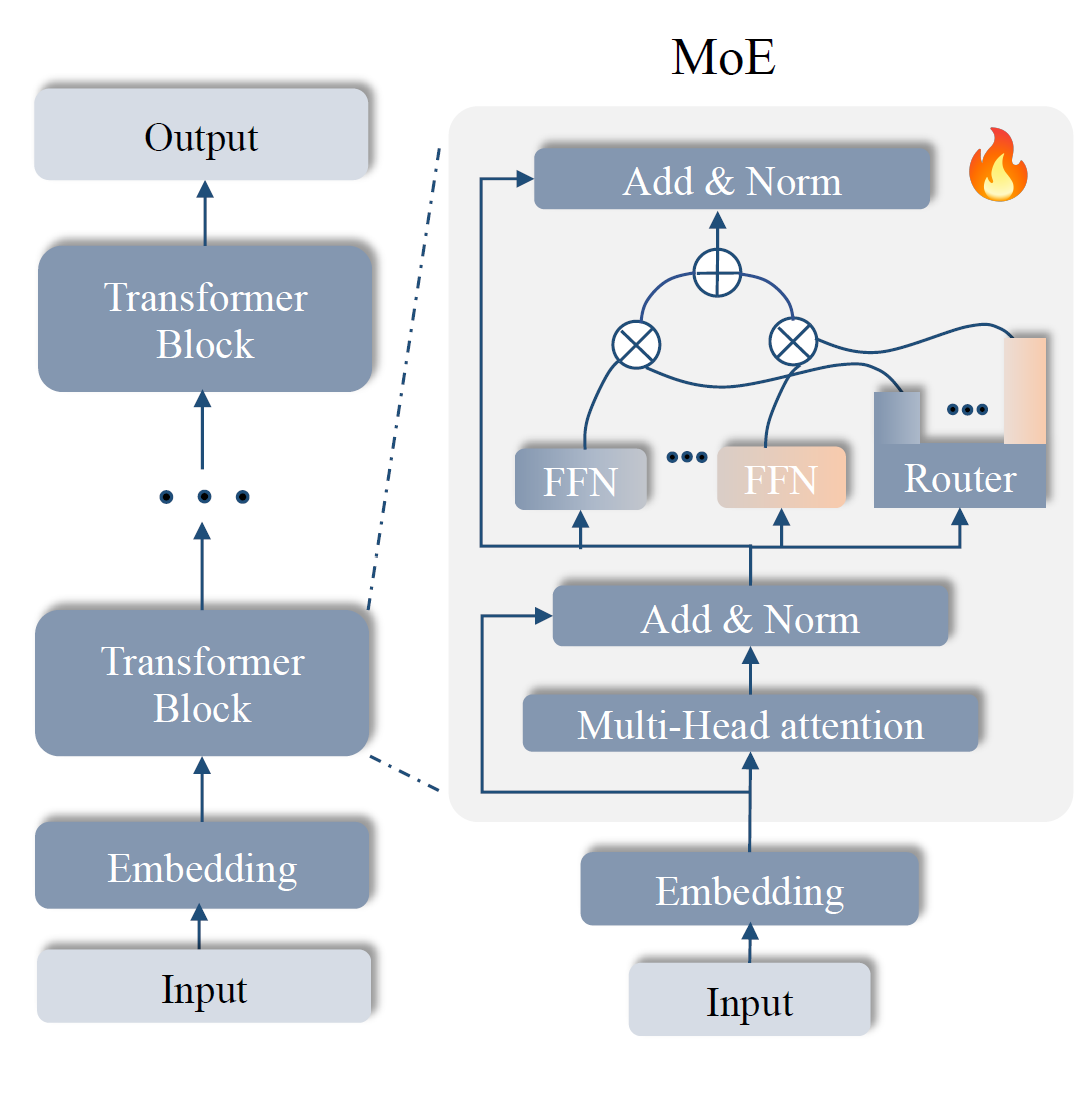 Output
Transformer
Block
Transformer
Block
Embedding
Input
MoE
Add & Norm
FFN
FFN
Router
Add & Norm
Multi-Head attention
Embedding
Input